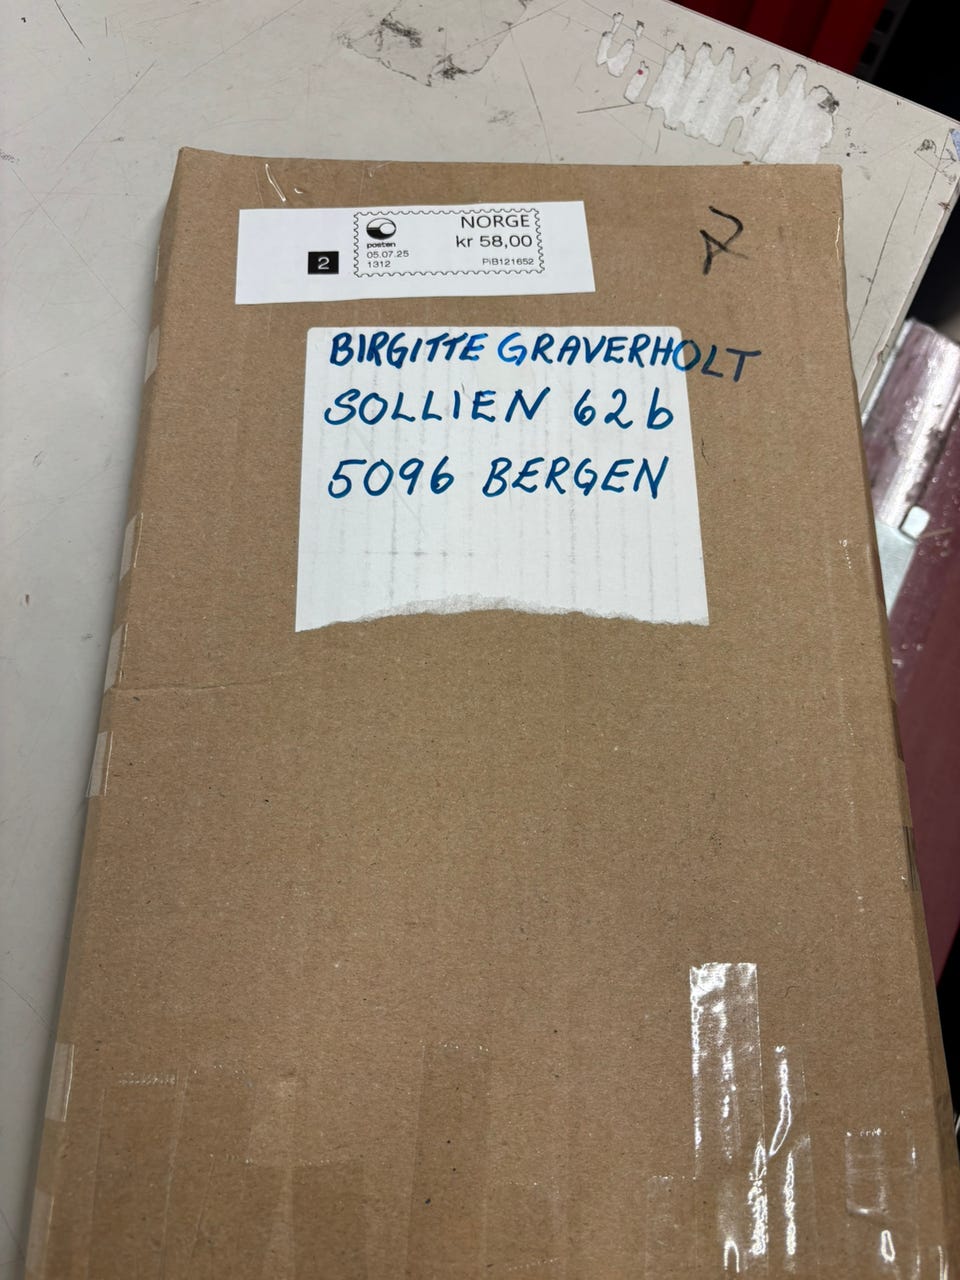 NORGE
posten
kr 58,00
05.07.25
2
1312
PiB121652
BIRGITTE GRAVERHOLT
SOLLIEN 62b
5096 BERGEN